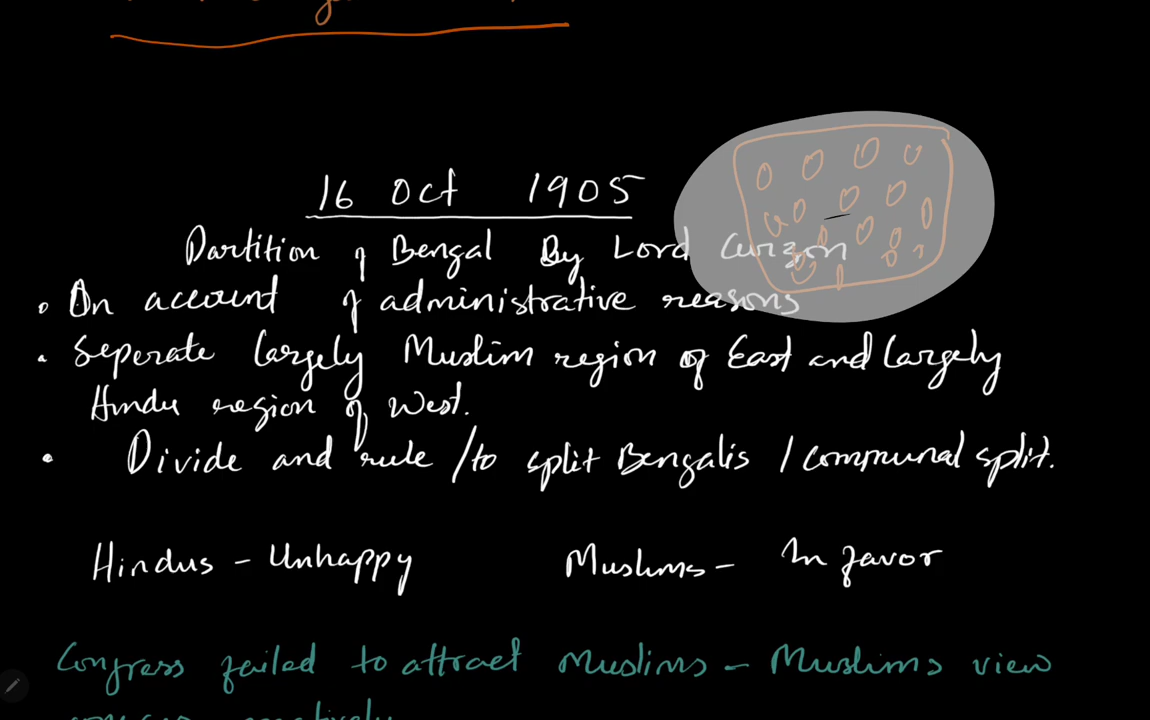 16 Oct 1905
Partition of Bengal By Lord Curzon
• On account of administrative reasons
• Seperate largely Muslim region of East and largely
Hindu region of West.
• Divide and rule / to split Bengalis / communal split.
Hindus - Unhappy Muslims - In favor
Congress failed to attract Muslims - Muslims view